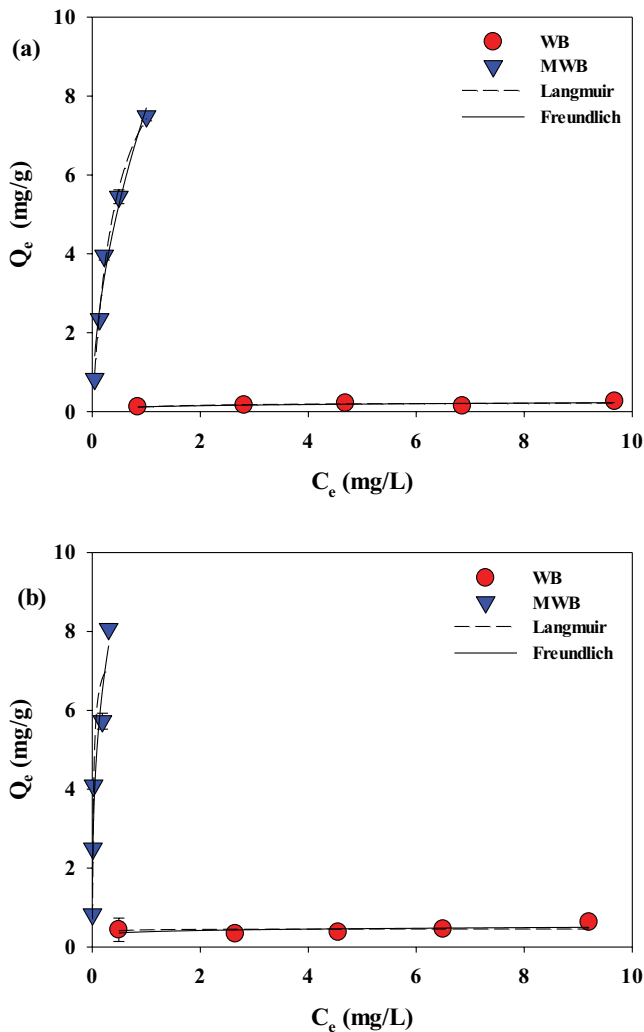 (a)
WB
MWB
Langmuir
Freundlich
10
8
6
4
2
0
Qe (mg/g)
0 2 4 6 8 10
Ce (mg/L)
(b)
WB
MWB
Langmuir
Freundlich
10
8
6
4
2
0
Qe (mg/g)
0 2 4 6 8 10
Ce (mg/L)